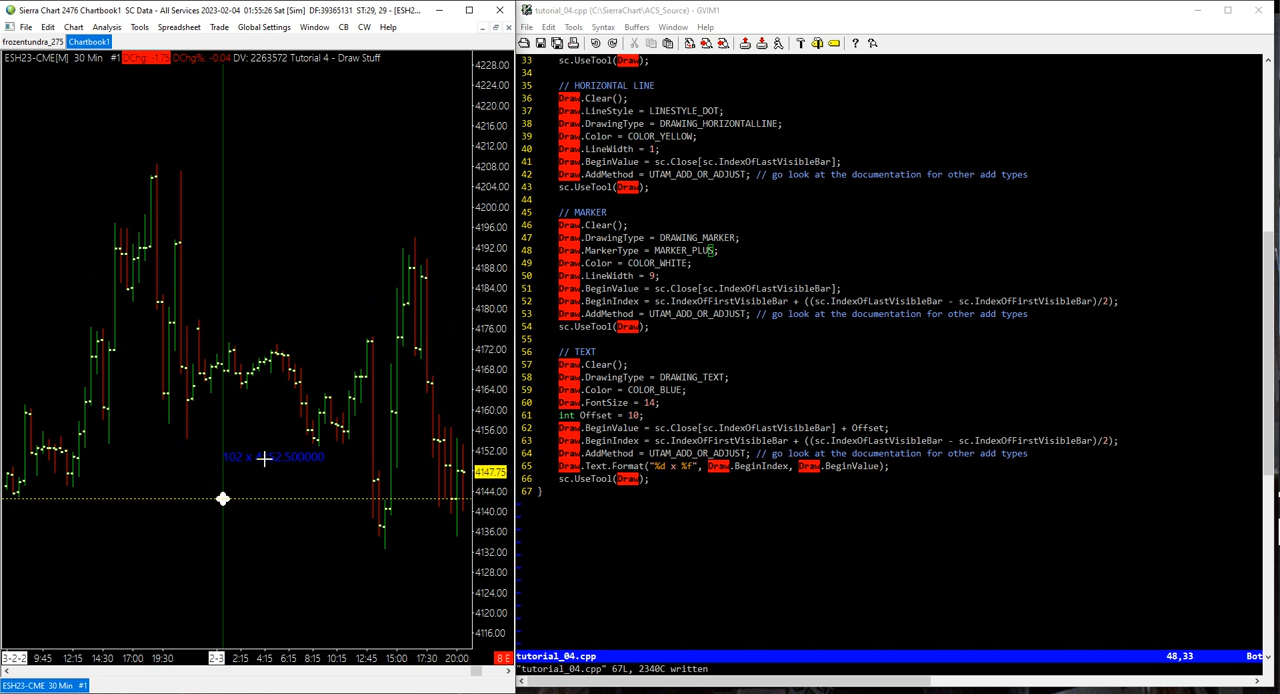 Sierra Chart 2476 Chartbook1 SC Data - All Services 2023-02-04 01:55:26 Sat [Sim] DF:39365131 ST:29, 29 - [ESH2...
File Edit Chart Analysis Tools Spreadsheet Trade Global Settings Window CB CW Help
frozentundra_275 Chartbook1
ESH23-CME[M] 30 Min #1 DChg: -1.75 DChg%: -0.04 DV: 2263572 Tutorial 4 - Draw Stuff
4228.00
4224.00
4220.00
4216.00
4212.00
4208.00
4204.00
4200.00
4196.00
4192.00
4188.00
4184.00
4180.00
4176.00
4172.00
4168.00
4164.00
4160.00
4156.00
4152.00
4147.75
4144.00
4140.00
4136.00
4132.00
4128.00
4124.00
4120.00
4116.00
3-2-2 9:45 12:15 14:30 17:00 19:30 2-3 2:15 4:15 6:15 8:15 10:15 12:45 15:00 17:30 20:00 8 E
ESH23-CME[M] 30 Min #1
tutorial_04.cpp (C:\SierraChart\ACS_Source) - GVIM1
File Edit Tools Syntax Buffers Window Help
33 sc.UseTool(Draw);
34
35 // HORIZONTAL LINE
36 Draw.Clear();
37 Draw.LineStyle = LINESTYLE_DOT;
38 Draw.DrawingType = DRAWING_HORIZONTALLINE;
39 Draw.Color = COLOR_YELLOW;
40 Draw.LineWidth = 1;
41 Draw.BeginValue = sc.Close[sc.IndexOfLastVisibleBar];
42 Draw.AddMethod = UTAM_ADD_OR_ADJUST; // go look at the documentation for other add types
43 sc.UseTool(Draw);
44
45 // MARKER
46 Draw.Clear();
47 Draw.DrawingType = DRAWING_MARKER;
48 Draw.MarkerType = MARKER_PLUS;
49 Draw.Color = COLOR_WHITE;
50 Draw.LineWidth = 9;
51 Draw.BeginValue = sc.Close[sc.IndexOfLastVisibleBar];
52 Draw.BeginIndex = sc.IndexOfFirstVisibleBar + ((sc.IndexOfLastVisibleBar - sc.IndexOfFirstVisibleBar)/2);
53 Draw.AddMethod = UTAM_ADD_OR_ADJUST; // go look at the documentation for other add types
54 sc.UseTool(Draw);
55
56 // TEXT
57 Draw.Clear();
58 Draw.DrawingType = DRAWING_TEXT;
59 Draw.Color = COLOR_BLUE;
60 Draw.FontSize = 14;
61 int Offset = 10;
62 Draw.BeginValue = sc.Close[sc.IndexOfLastVisibleBar] + Offset;
63 Draw.BeginIndex = sc.IndexOfFirstVisibleBar + ((sc.IndexOfLastVisibleBar - sc.IndexOfFirstVisibleBar)/2);
64 Draw.AddMethod = UTAM_ADD_OR_ADJUST; // go look at the documentation for other add types
65 Draw.Text.Format("%d x %f", Draw.BeginIndex, Draw.BeginValue);
66 sc.UseTool(Draw);
67 }
tutorial_04.cpp 48,33 Bot
"tutorial_04.cpp" 67L, 2340C written